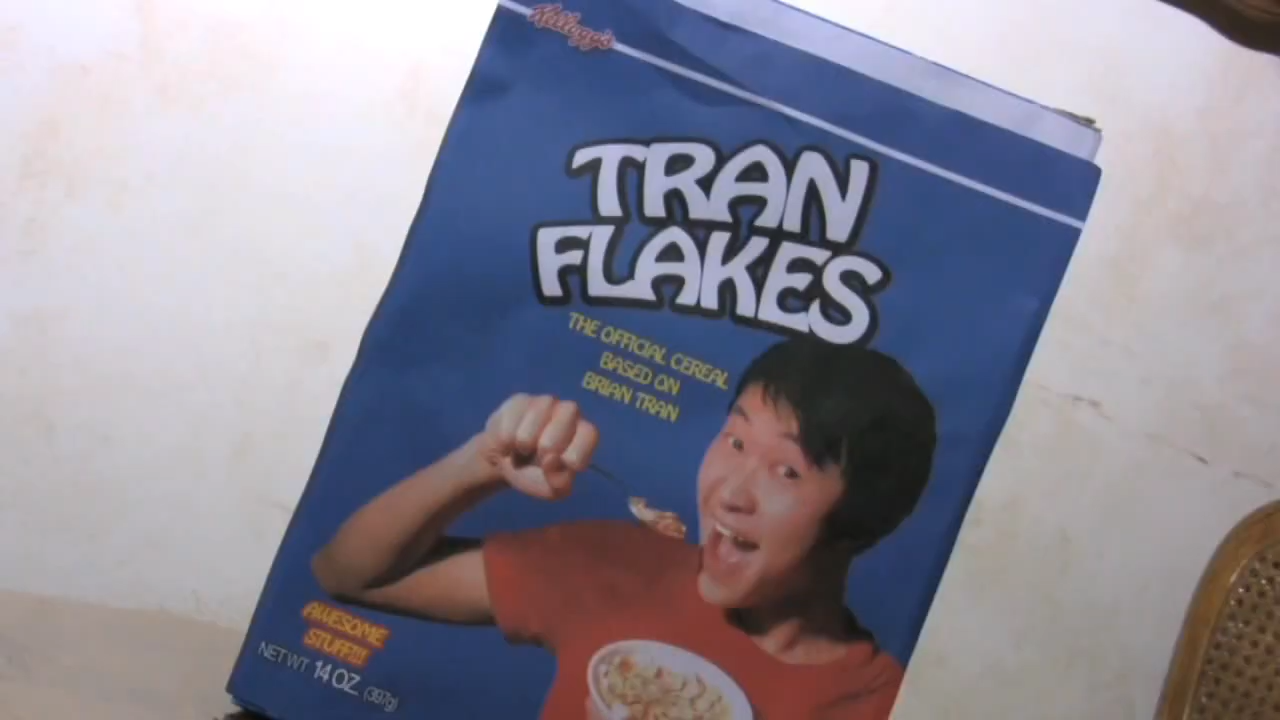 Kellogg's
TRAN
FLAKES
THE OFFICIAL CEREAL
BASED ON
BRIAN TRAN
AWESOME
STUFF!!!
NET WT 14 OZ. (397g)